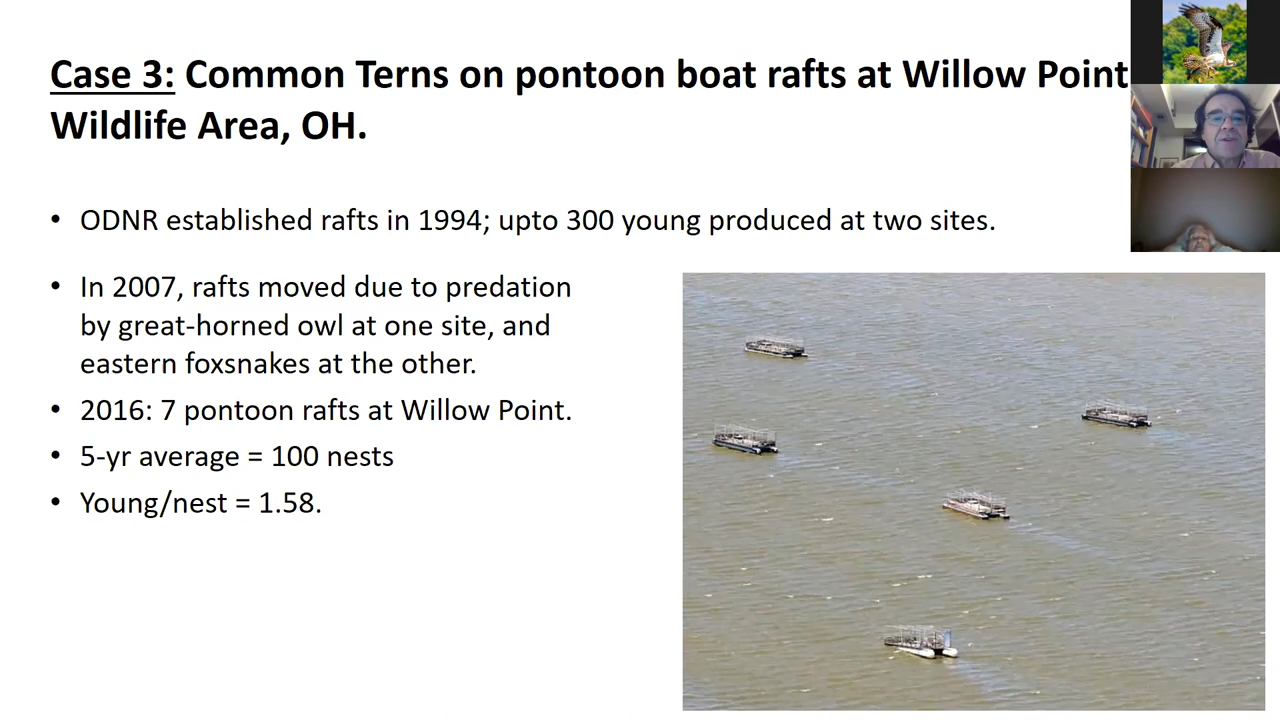 Case 3: Common Terns on pontoon boat rafts at Willow Point
Wildlife Area, OH.
• ODNR established rafts in 1994; upto 300 young produced at two sites.
• In 2007, rafts moved due to predation
by great-horned owl at one site, and
eastern foxsnakes at the other.
• 2016: 7 pontoon rafts at Willow Point.
• 5-yr average = 100 nests
• Young/nest = 1.58.